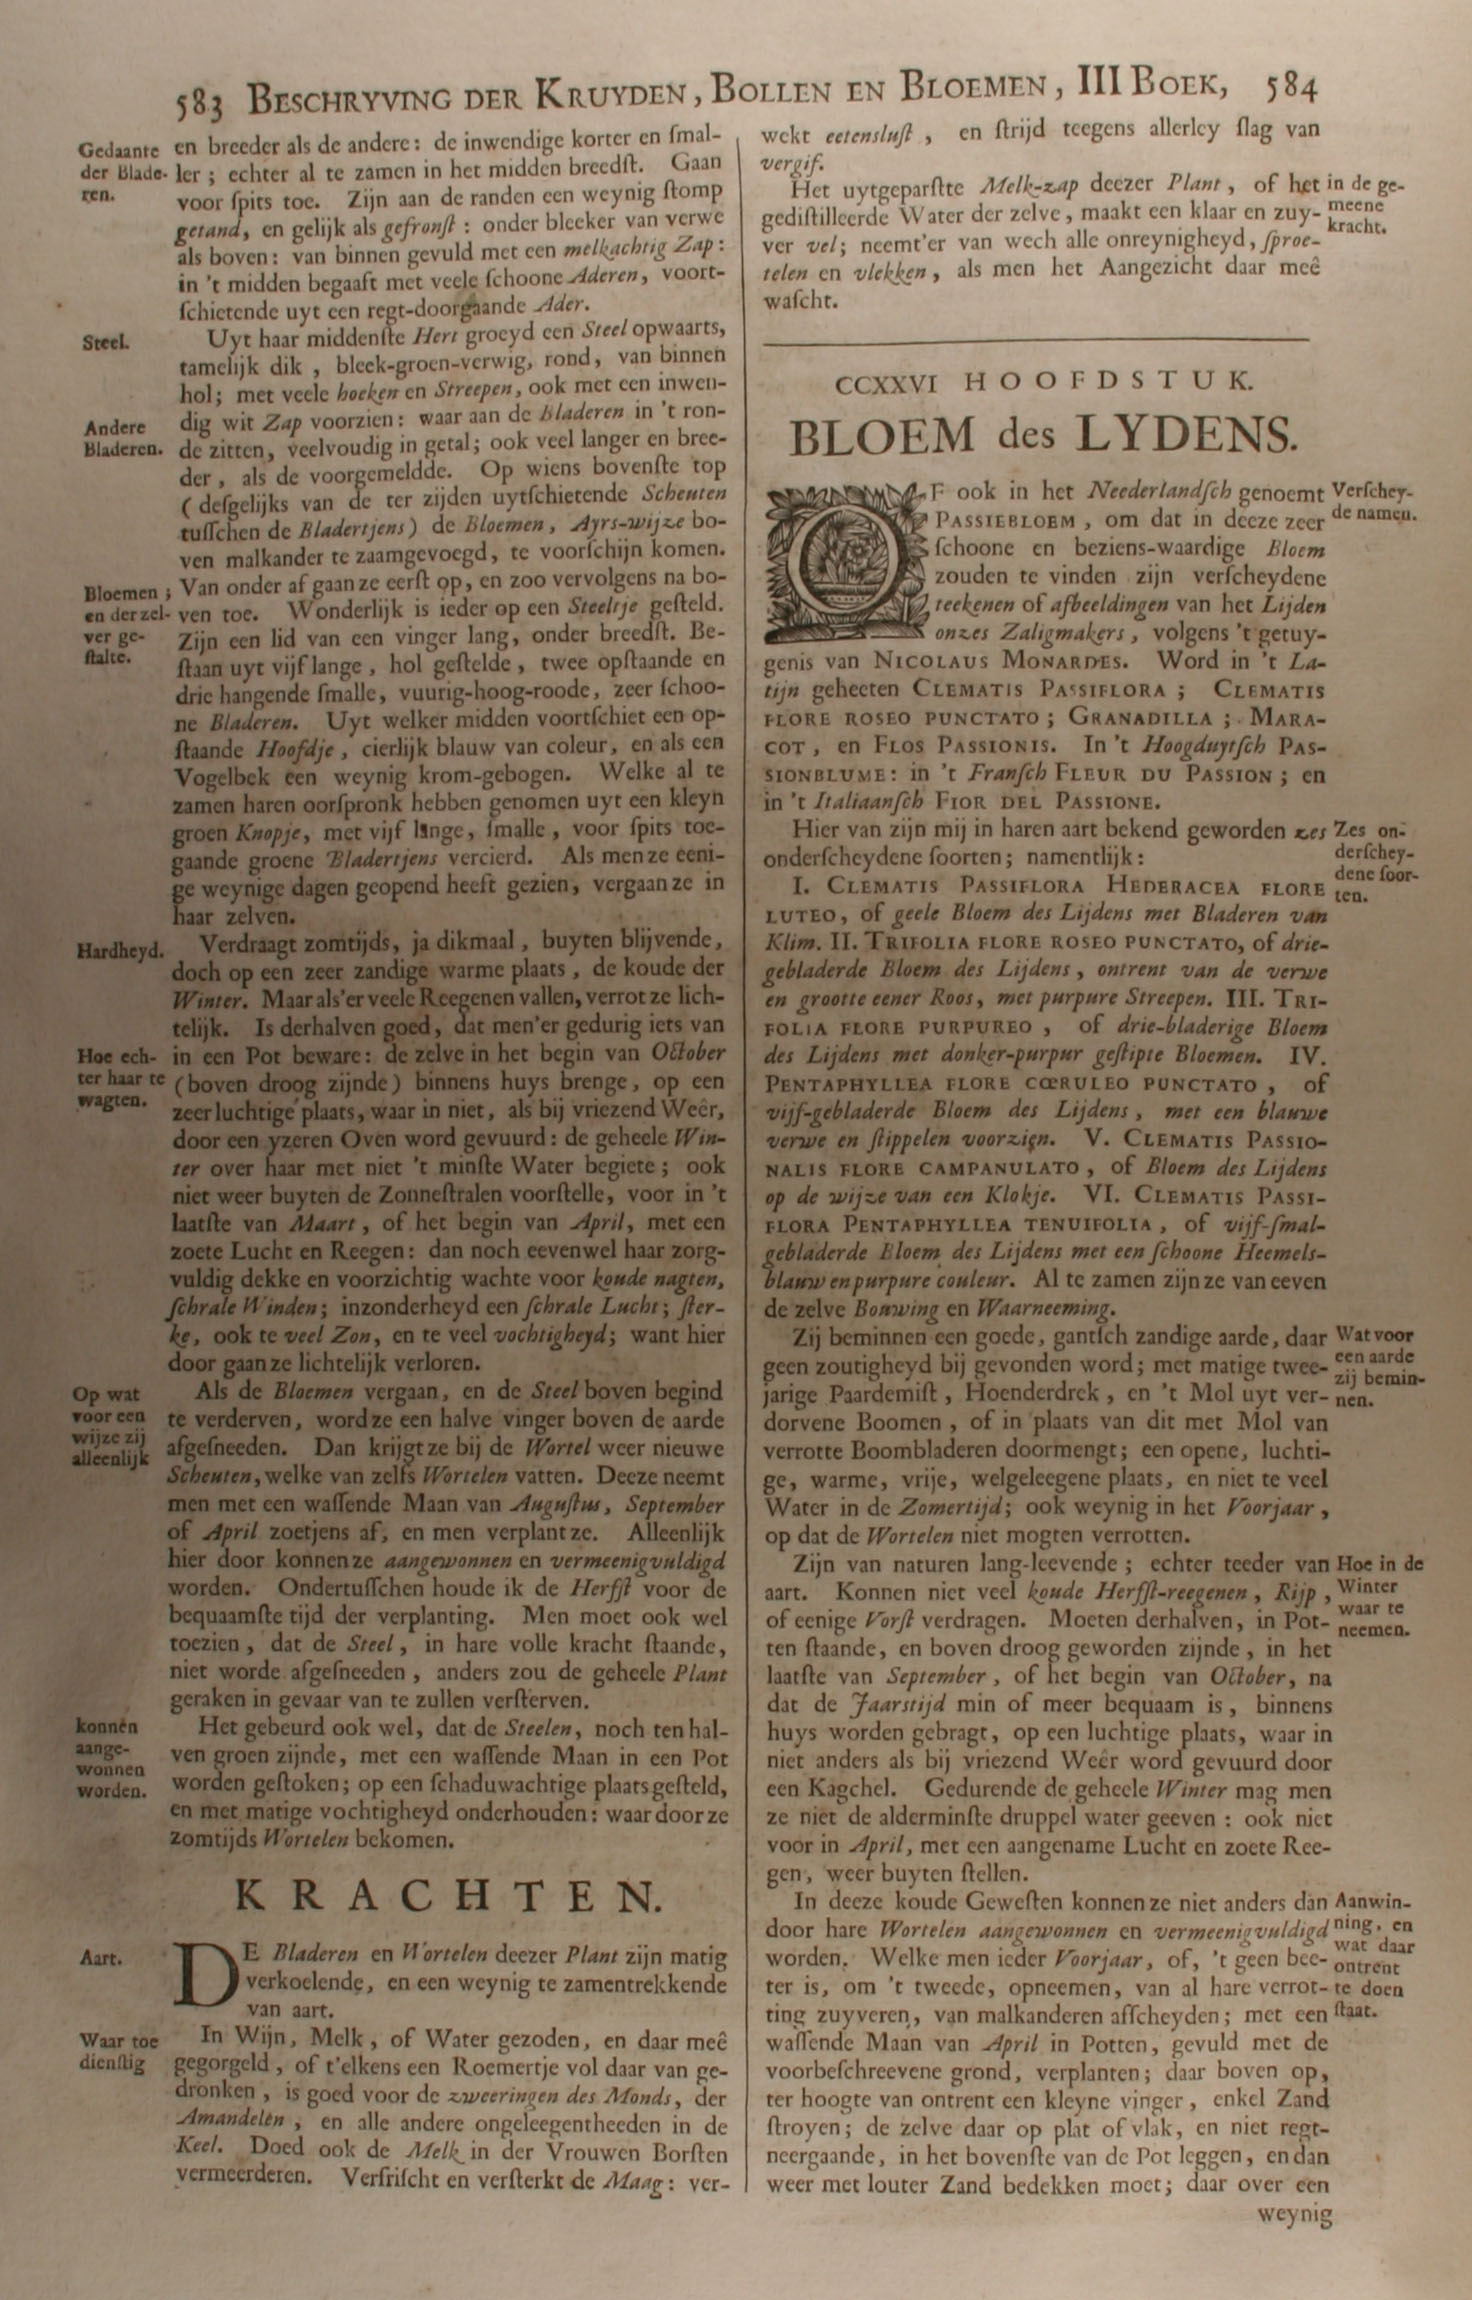 583 BESCHRYVING DER KRUYDEN, BOLLEN EN BLOEMEN, III BOEK, 584
Gedaante
der Blade-
ren.
en breeder als de andere: de inwendige korter en ſmal-
ler; echter al te zamen in het midden breedſt. Gaan
voor ſpits toe. Zijn aan de randen een weynig ſtomp
getand, en gelijk als gefronſt: onder bleeker van verwe
als boven: van binnen gevuld met een melkachtig Zap:
in 't midden begaaft met veele ſchoone Aderen, voort-
ſchietende uyt een regt-doorgaande Ader.
Steel.
Uyt haar middenſte Hert groeyd een Steel opwaarts,
tamelijk dik, bleek-groen-verwig, rond, van binnen
hol; met veele hoeken en Streepen, ook met een inwen-
dig wit Zap voorzien: waar aan de Bladeren in 't ron-
Andere
Bladeren.
de zitten, veelvoudig in getal; ook veel langer en bree-
der, als de voorgemeldde. Op wiens bovenſte top
(deſgelijks van de ter zijden uytſchietende Scheuten
tuſſchen de Bladertjens) de Bloemen, Ayrs-wijze bo-
ven malkander te zaamgevoegd, te voorſchijn komen.
Bloemen;
en der zel-
ver ge-
ſtalte.
Van onder af gaan ze eerſt op, en zoo vervolgens na bo-
ven toe. Wonderlijk is ieder op een Steeltje geſteld.
Zijn een lid van een vinger lang, onder breedſt. Be-
ſtaan uyt vijf lange, hol geſtelde, twee opſtaande en
drie hangende ſmalle, vuurig-hoog-roode, zeer ſchoo-
ne Bladeren. Uyt welker midden voortſchiet een op-
ſtaande Hoofdje, cierlijk blauw van coleur, en als een
Vogelbek een weynig krom-gebogen. Welke al te
zamen haren oorſpronk hebben genomen uyt een kleyn
groen Knopje, met vijf lange, ſmalle, voor ſpits toe-
gaande groene Bladertjens vercierd. Als men ze eeni-
ge weynige dagen geopend heeft gezien, vergaan ze in
haar zelven.
Hardheyd.
Verdraagt zomtijds, ja dikmaal, buyten blijvende,
doch op een zeer zandige warme plaats, de koude der
Winter. Maar als'er veele Reegenen vallen, verrot ze lich-
telijk. Is derhalven goed, dat men'er gedurig iets van
Hoe ech-
ter haar te
wagten.
in een Pot beware: de zelve in het begin van October
(boven droog zijnde) binnens huys brenge, op een
zeer luchtige plaats, waar in niet, als bij vriezend Weêr,
door een yzeren Oven word gevuurd: de geheele Win-
ter over haar met niet 't minſte Water begiete; ook
niet weer buyten de Zonneſtralen voorſtelle, voor in 't
laatſte van Maart, of het begin van April, met een
zoete Lucht en Reegen: dan noch eevenwel haar zorg-
vuldig dekke en voorzichtig wachte voor koude nagten,
ſchrale Winden; inzonderheyd een ſchrale Lucht; ſter-
ke, ook te veel Zon, en te veel vochtigheyd; want hier
door gaan ze lichtelijk verloren.
Op wat
voor een
wijze zij
alleenlijk
Als de Bloemen vergaan, en de Steel boven begind
te verderven, word ze een halve vinger boven de aarde
afgeſneeden. Dan krijgt ze bij de Wortel weer nieuwe
Scheuten, welke van zelfs Wortelen vatten. Deeze neemt
men met een waſſende Maan van Auguſtus, September
of April zoetjens af, en men verplant ze. Alleenlijk
hier door konnen ze aangewonnen en vermeenigvuldigd
worden. Ondertuſſchen houde ik de Herfſt voor de
bequaamſte tijd der verplanting. Men moet ook wel
toezien, dat de Steel, in hare volle kracht ſtaande,
niet worde afgeſneeden, anders zou de geheele Plant
geraken in gevaar van te zullen verſterven.
konnen
aange-
wonnen
worden.
Het gebeurd ook wel, dat de Steelen, noch ten hal-
ven groen zijnde, met een waſſende Maan in een Pot
worden geſtoken; op een ſchaduwachtige plaats geſteld,
en met matige vochtigheyd onderhouden: waar door ze
zomtijds Wortelen bekomen.
KRACHTEN.
Aart.
DE Bladeren en Wortelen deezer Plant zijn matig
verkoelende, en een weynig te zamentrekkende
van aart.
Waar toe
dienſtig
In Wijn, Melk, of Water gezoden, en daar meê
gegorgeld, of t'elkens een Roemertje vol daar van ge-
dronken, is goed voor de zweeringen des Monds, der
Amandelen, en alle andere ongeleegentheeden in de
Keel. Doed ook de Melk in der Vrouwen Borſten
vermeerderen. Verfriſcht en verſterkt de Maag: ver-
wekt eetensluſt, en ſtrijd teegens allerley ſlag van
vergif.
Het uytgeparſtte Melk-zap deezer Plant, of het
gediſtilleerde Water der zelve, maakt een klaar en zuy-
ver vel; neemt'er van wech alle onreynigheyd, ſproe-
telen en vlekken, als men het Aangezicht daar meê
waſcht.
in de ge-
meene
kracht.
CCXXVI HOOFDSTUK.
BLOEM des LYDENS.
OF ook in het Neederlandſch genoemt
PASSIEBLOEM, om dat in deeze zeer
ſchoone en beziens-waardige Bloem
zouden te vinden zijn verſcheydene
teekenen of afbeeldingen van het Lijden
onzes Zaligmakers, volgens 't getuy-
genis van NICOLAUS MONARDES. Word in 't La-
tijn geheeten CLEMATIS PASSIFLORA; CLEMATIS
FLORE ROSEO PUNCTATO; GRANADILLA; MARA-
COT, en FLOS PASSIONIS. In 't Hoogduytſch PAS-
SIONBLUME: in 't Franſch FLEUR DU PASSION; en
in 't Italiaanſch FIOR DEL PASSIONE.
Verſchey-
de namen.
Hier van zijn mij in haren aart bekend geworden zes
onderſcheydene ſoorten; namentlijk:
Zes on-
derſchey-
dene ſoor-
ten.
I. CLEMATIS PASSIFLORA HEDERACEA FLORE
LUTEO, of geele Bloem des Lijdens met Bladeren van
Klim. II. TRIFOLIA FLORE ROSEO PUNCTATO, of drie-
gebladerde Bloem des Lijdens, ontrent van de verwe
en grootte eener Roos, met purpure Streepen. III. TRI-
FOLIA FLORE PURPUREO, of drie-bladerige Bloem
des Lijdens met donker-purpur geſtipte Bloemen. IV.
PENTAPHYLLEA FLORE CŒRULEO PUNCTATO, of
vijf-gebladerde Bloem des Lijdens, met een blauwe
verwe en ſtippelen voorzien. V. CLEMATIS PASSIO-
NALIS FLORE CAMPANULATO, of Bloem des Lijdens
op de wijze van een Klokje. VI. CLEMATIS PASSI-
FLORA PENTAPHYLLEA TENUIFOLIA, of vijf-ſmal-
gebladerde Bloem des Lijdens met een ſchoone Heemels-
blauw en purpure couleur. Al te zamen zijn ze van eeven
de zelve Bouwing en Waarneeming.
Zij beminnen een goede, gantſch zandige aarde, daar
geen zoutigheyd bij gevonden word; met matige twee-
jarige Paardemiſt, Hoenderdrek, en 't Mol uyt ver-
dorvene Boomen, of in plaats van dit met Mol van
verrotte Boombladeren doormengt; een opene, luchti-
ge, warme, vrije, welgeleegene plaats, en niet te veel
Water in de Zomertijd; ook weynig in het Voorjaar,
op dat de Wortelen niet mogten verrotten.
Wat voor
een aarde
zij bemin-
nen.
Zijn van naturen lang-leevende; echter teeder van
aart. Konnen niet veel koude Herfſt-reegenen, Rijp,
of eenige Vorſt verdragen. Moeten derhalven, in Pot-
ten ſtaande, en boven droog geworden zijnde, in het
laatſte van September, of het begin van October, na
dat de Jaarstijd min of meer bequaam is, binnens
huys worden gebragt, op een luchtige plaats, waar in
niet anders als bij vriezend Weêr word gevuurd door
een Kagchel. Gedurende de geheele Winter mag men
ze niet de alderminſte druppel water geeven: ook niet
voor in April, met een aangename Lucht en zoete Ree-
gen, weer buyten ſtellen.
Hoe in de
Winter
waar te
neemen.
In deeze koude Geweſten konnen ze niet anders dan
door hare Wortelen aangewonnen en vermeenigvuldigd
worden. Welke men ieder Voorjaar, of, 't geen bee-
ter is, om 't tweede, opneemen, van al hare verrot-
ting zuyveren, van malkanderen afſcheyden; met een
waſſende Maan van April in Potten, gevuld met de
voorbeſchreevene grond, verplanten; daar boven op,
ter hoogte van ontrent een kleyne vinger, enkel Zand
ſtroyen; de zelve daar op plat of vlak, en niet regt-
neergaande, in het bovenſte van de Pot leggen, en dan
weer met louter Zand bedekken moet; daar over een
Aanwin-
ning, en
wat daar
ontrent
te doen
ſtaat.
weynig